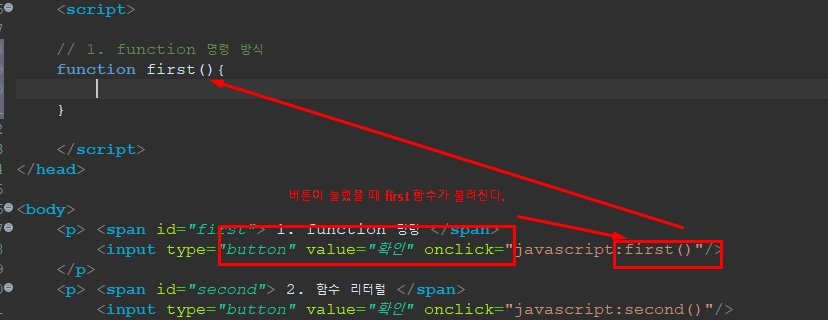 <script>
// 1. function 명령 방식
function first(){
}
</script>
</head>
버튼이 눌렸을 때 first 함수가 불려진다.
<body>
<p> <span id="first"> 1. function 명령 </span>
<input type="button" value="확인" onclick="javascript:first()"/>
</p>
<p> <span id="second"> 2. 함수 리터럴 </span>
<input type="button" value="확인" onclick="javascript:second()"/>